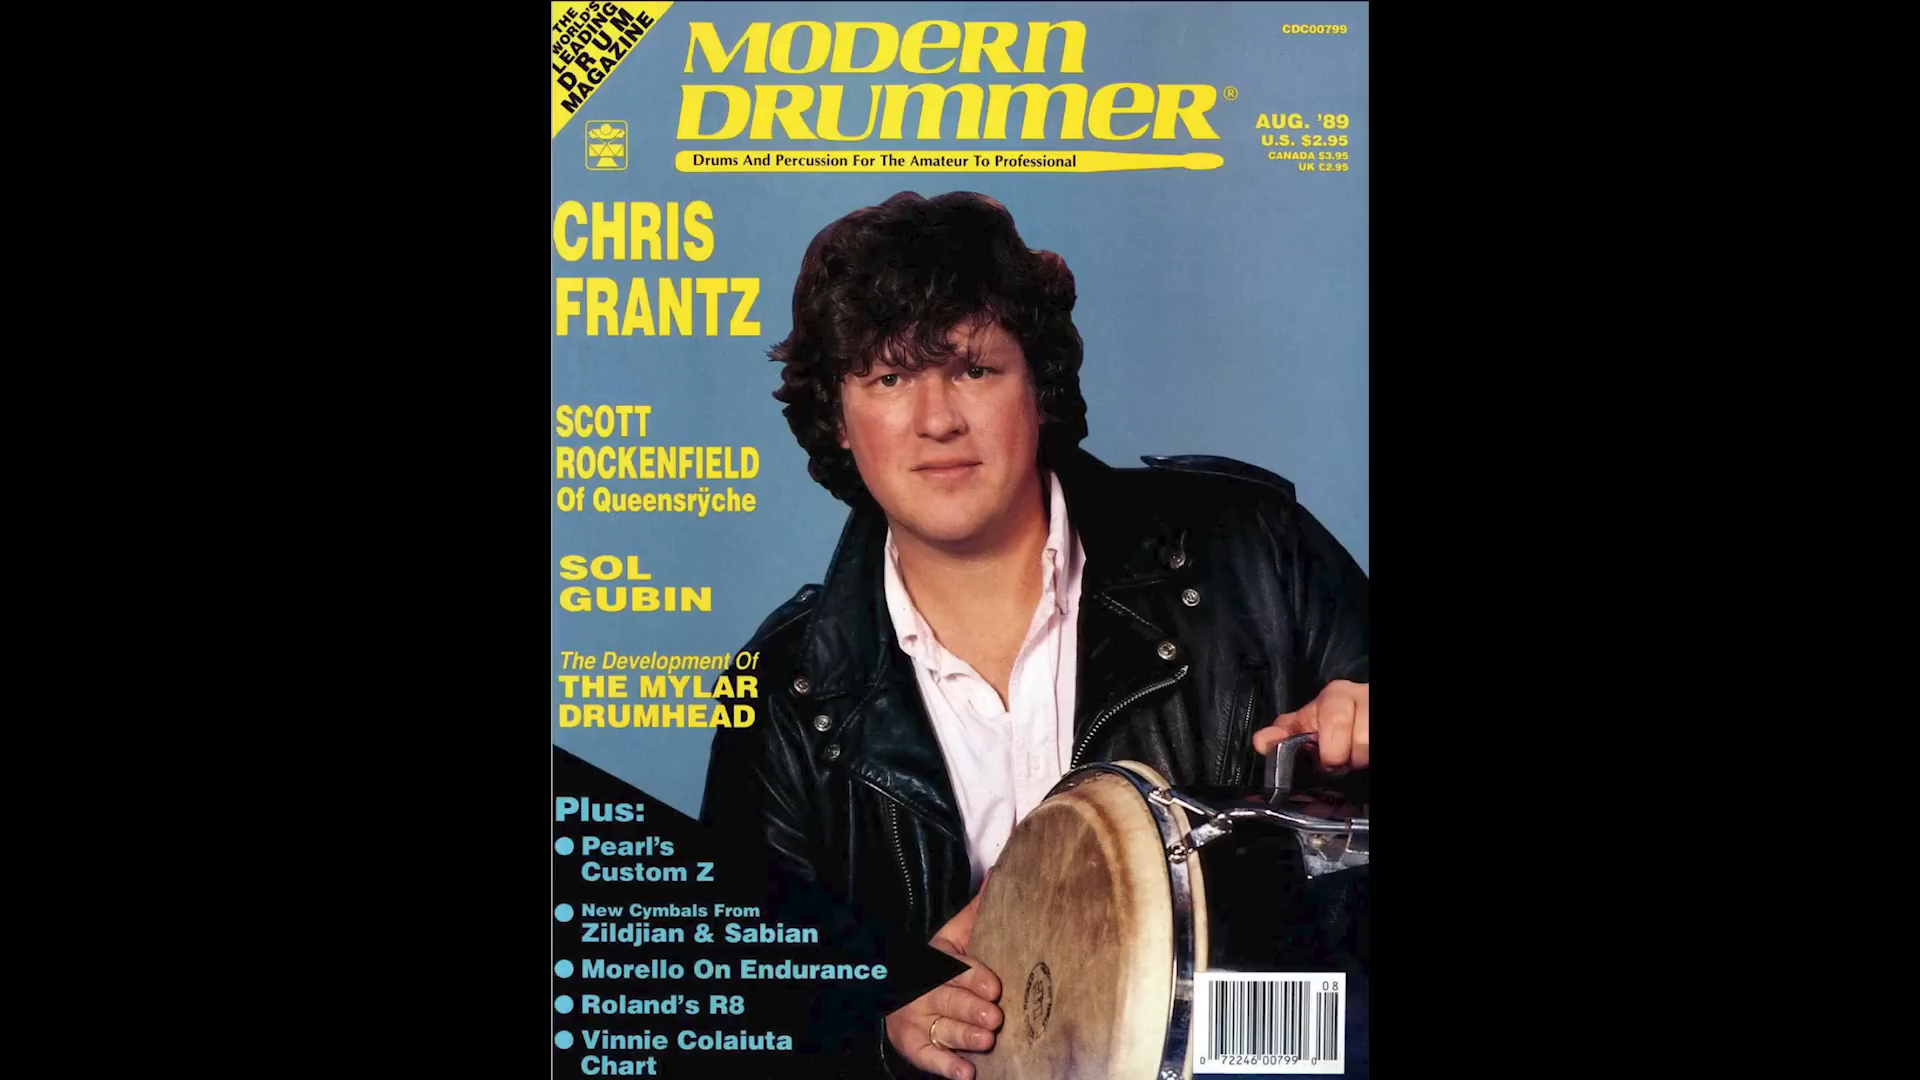 THE
WORLD'S
LEADING
DRUM
MAGAZINE
MODERN
DRUMMER®
Drums And Percussion For The Amateur To Professional
CDC00799
AUG. '89
U.S. $2.95
CANADA $3.95
UK £2.95
CHRIS
FRANTZ
SCOTT
ROCKENFIELD
Of Queensrÿche
SOL
GUBIN
The Development Of
THE MYLAR
DRUMHEAD
Plus:
Pearl's
Custom Z
New Cymbals From
Zildjian & Sabian
Morello On Endurance
Roland's R8
Vinnie Colaiuta
Chart
08
0 72246 00799 0